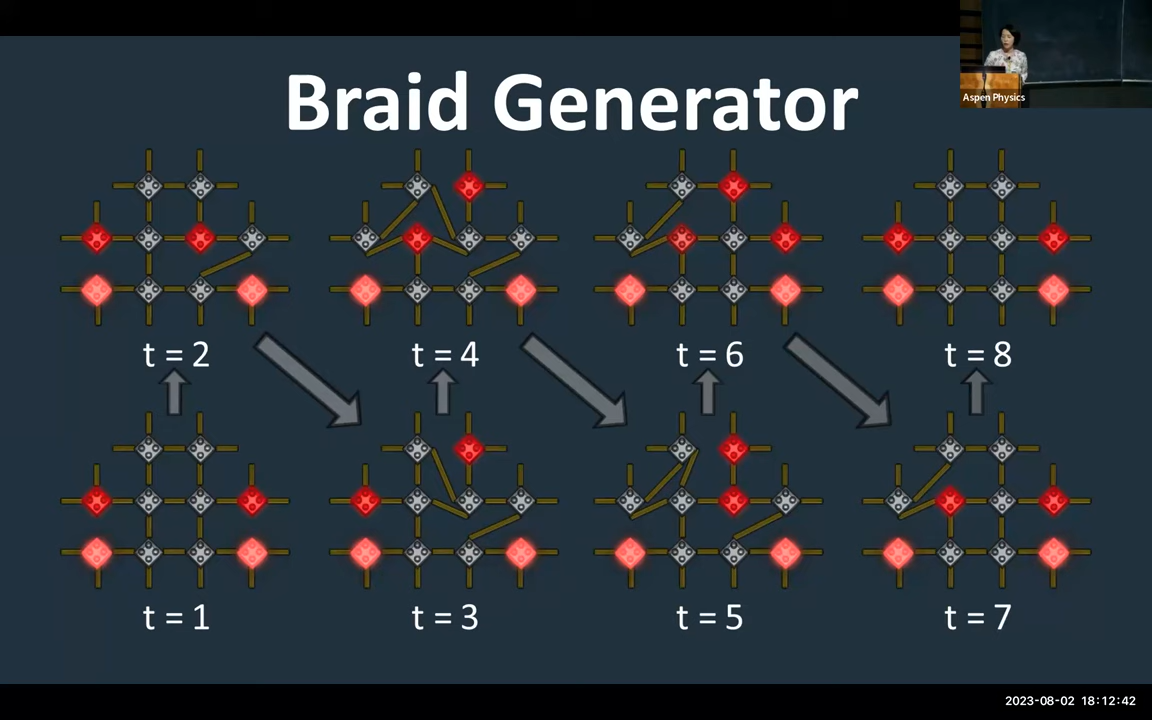 Braid Generator
Aspen Physics
t = 2
t = 4
t = 6
t = 8
t = 1
t = 3
t = 5
t = 7
2023-08-02 18:12:42